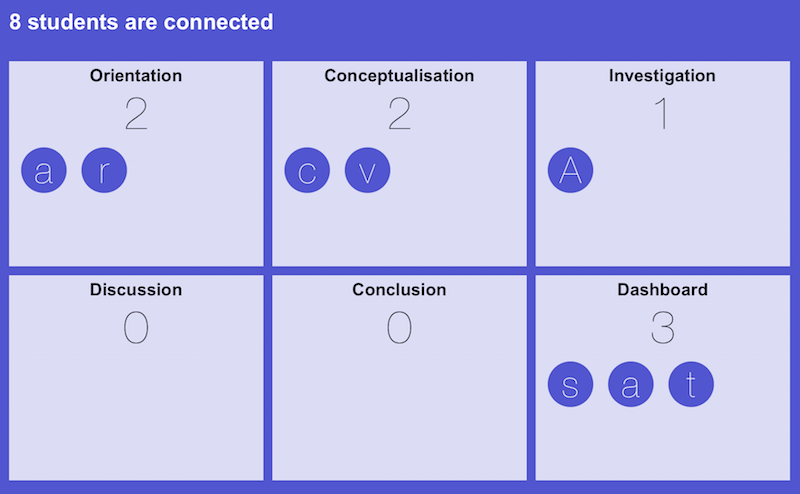 8 students are connected
Orientation
2
a r
Conceptualisation
2
c v
Investigation
1
A
Discussion
0
Conclusion
0
Dashboard
3
s a t